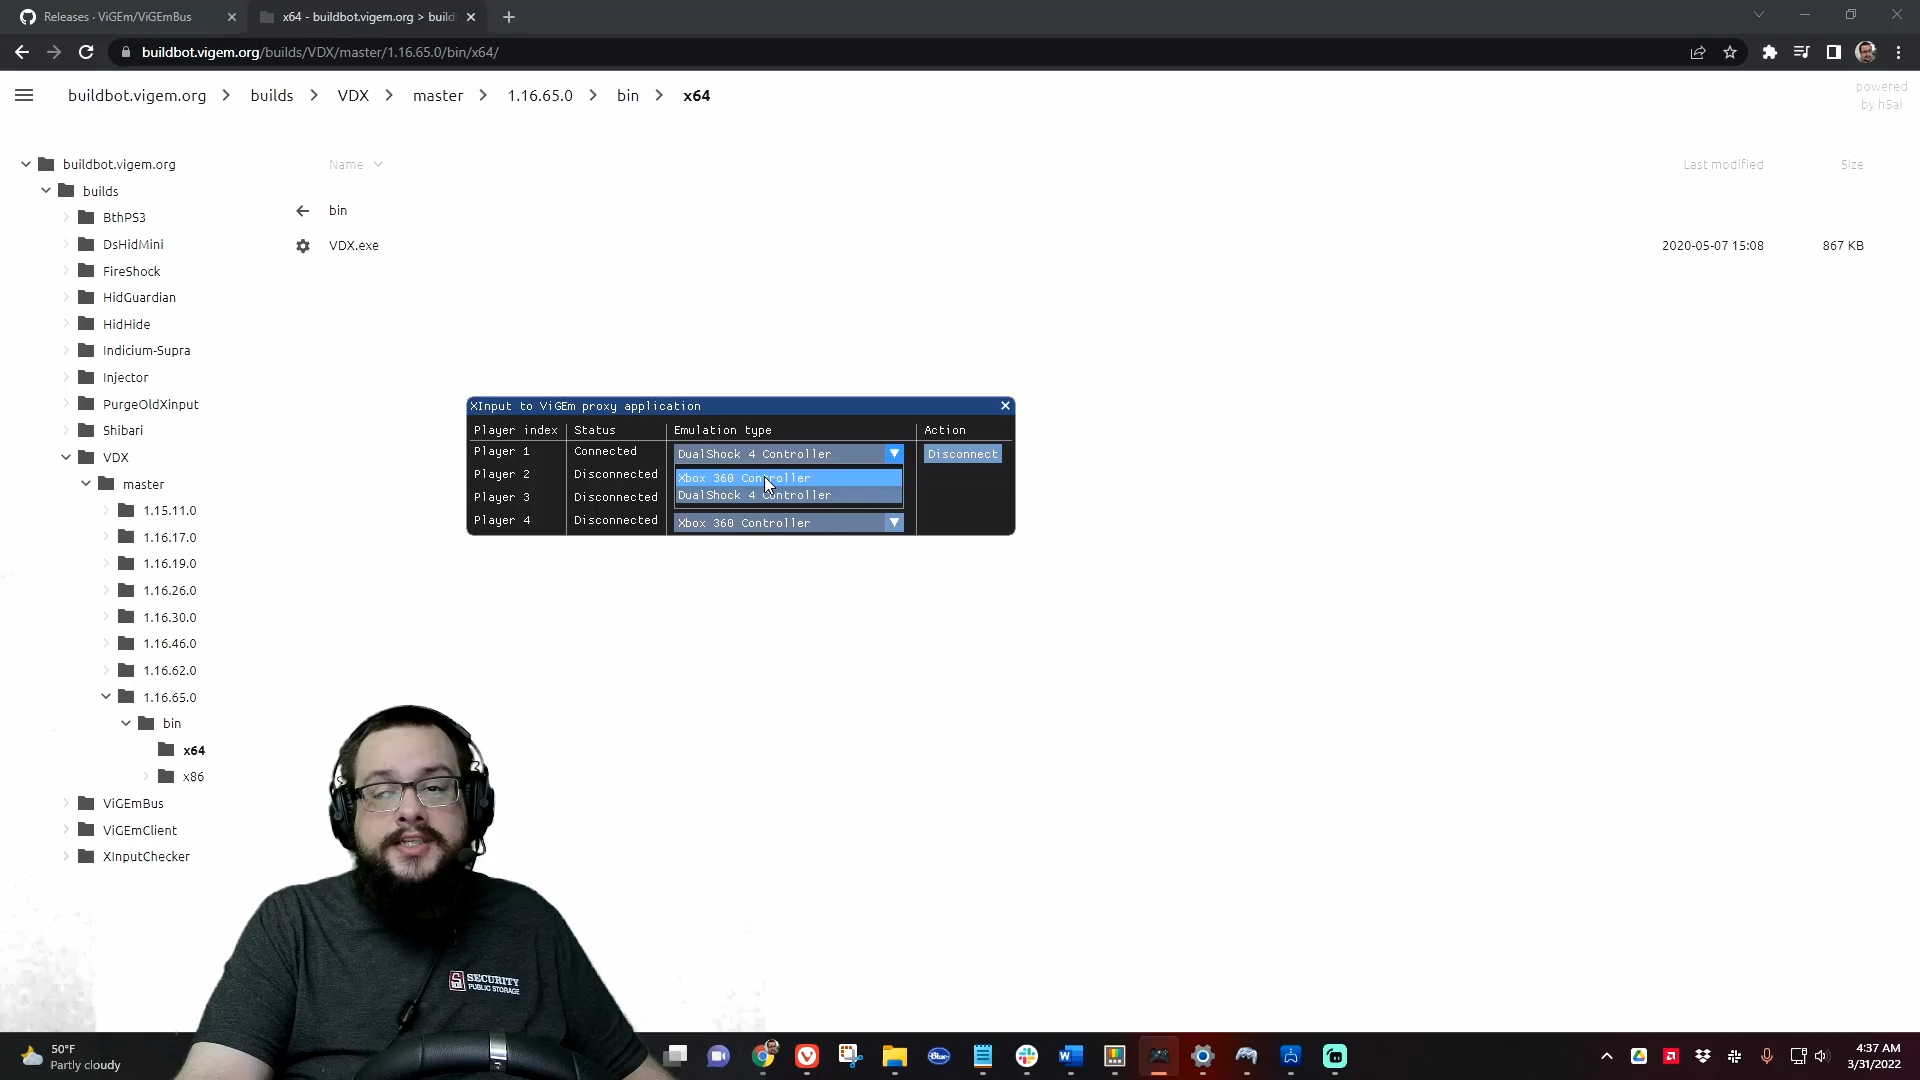 Releases · ViGEm/ViGEmBus
x64 - buildbot.vigem.org > build
buildbot.vigem.org/builds/VDX/master/1.16.65.0/bin/x64/
buildbot.vigem.org > builds > VDX > master > 1.16.65.0 > bin > x64
powered
by h5ai
buildbot.vigem.org
builds
BthPS3
DsHidMini
FireShock
HidGuardian
HidHide
Indicium-Supra
Injector
PurgeOldXinput
Shibari
VDX
master
1.15.11.0
1.16.17.0
1.16.19.0
1.16.26.0
1.16.30.0
1.16.46.0
1.16.62.0
1.16.65.0
bin
x64
x86
ViGEmBus
ViGEmClient
XInputChecker
Name Last modified Size
bin
VDX.exe 2020-05-07 15:08 867 KB
XInput to ViGEm proxy application
Player index Status Emulation type Action
Player 1 Connected DualShock 4 Controller Disconnect
Player 2 Disconnected Xbox 360 Controller
Player 3 Disconnected DualShock 4 Controller
Player 4 Disconnected Xbox 360 Controller
SECURITY
PUBLIC STORAGE
50°F
Partly cloudy
Blue
4:37 AM
3/31/2022